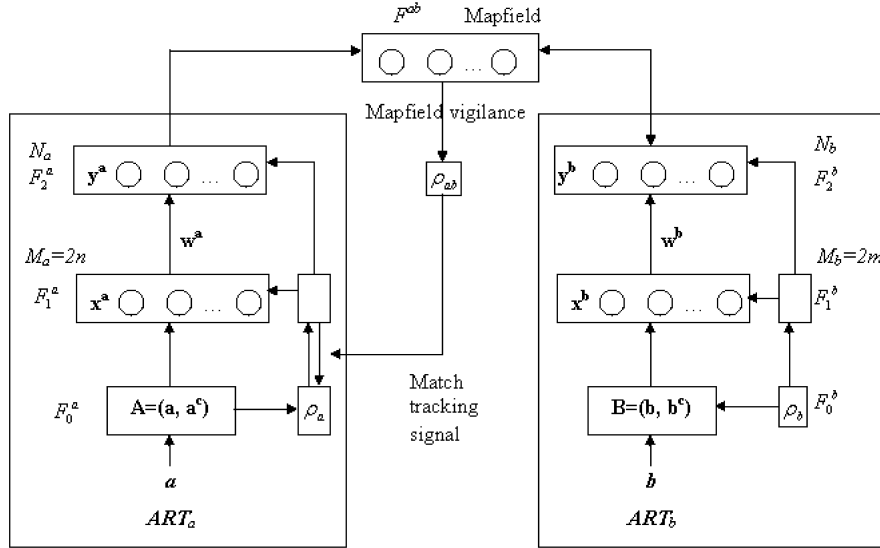 F^ab Mapfield
...
Mapfield vigilance
N_a
F_2^a
y^a ...
ρ_ab
N_b
F_2^b
y^b ...
w^a
w^b
M_a=2n
F_1^a
x^a ...
M_b=2m
F_1^b
x^b ...
F_0^a
A=(a, a^c)
ρ_a
Match
tracking
signal
B=(b, b^c)
ρ_b
F_0^b
a
b
ART_a
ART_b